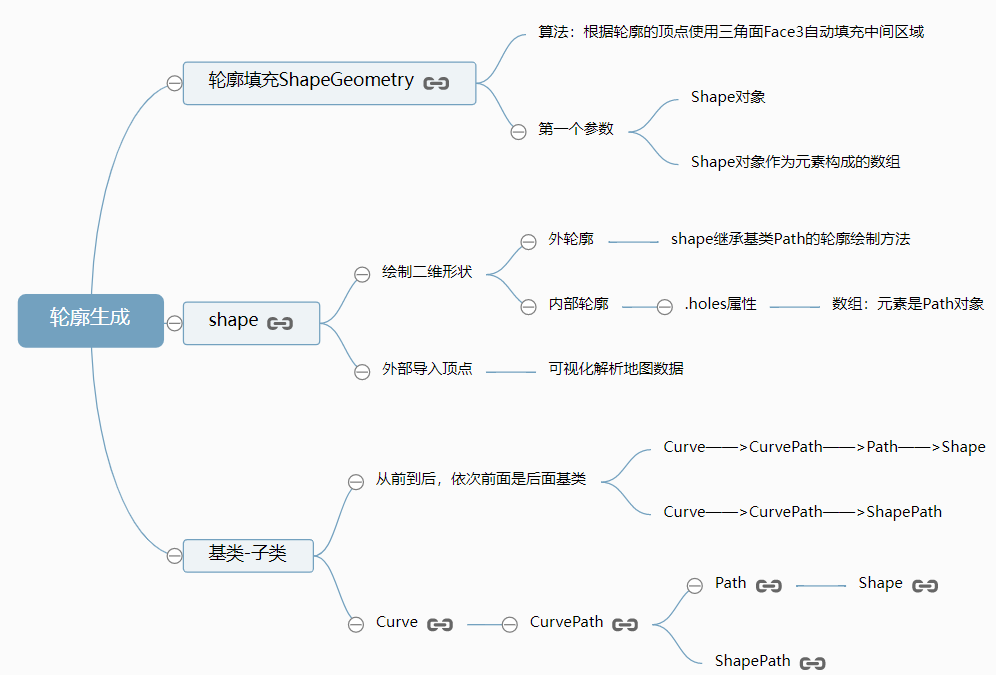 算法：根据轮廓的顶点使用三角面Face3自动填充中间区域
轮廓填充ShapeGeometry
第一个参数
Shape对象
Shape对象作为元素构成的数组
轮廓生成
shape
绘制二维形状
外轮廓
shape继承基类Path的轮廓绘制方法
内部轮廓
.holes属性
数组：元素是Path对象
外部导入顶点
可视化解析地图数据
基类-子类
从前到后，依次前面是后面基类
Curve——>CurvePath——>Path——>Shape
Curve——>CurvePath——>ShapePath
Curve
CurvePath
Path
Shape
ShapePath